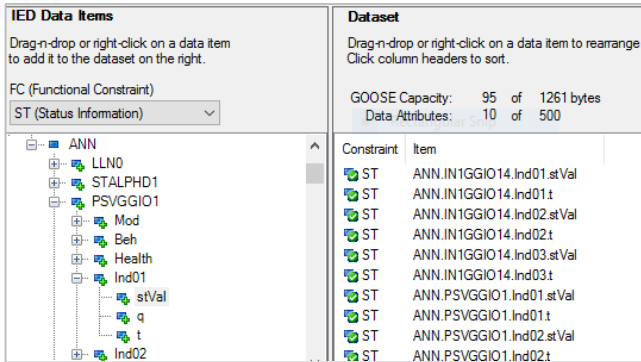 IED Data Items
Drag-n-drop or right-click on a data item
to add it to the dataset on the right.
FC (Functional Constraint)
ST (Status Information)
ANN
LLN0
STALPHD1
PSVGGIO1
Mod
Beh
Health
Ind01
stVal
q
t
Ind02
Dataset
Drag-n-drop or right-click on a data item to rearrange
Click column headers to sort.
GOOSE Capacity: 95 of 1261 bytes
Data Attributes: 10 of 500
Rectangular Snip
Constraint Item
ST ANN.IN1GGIO14.Ind01.stVal
ST ANN.IN1GGIO14.Ind01.t
ST ANN.IN1GGIO14.Ind02.stVal
ST ANN.IN1GGIO14.Ind02.t
ST ANN.IN1GGIO14.Ind03.stVal
ST ANN.IN1GGIO14.Ind03.t
ST ANN.PSVGGIO1.Ind01.stVal
ST ANN.PSVGGIO1.Ind01.t
ST ANN.PSVGGIO1.Ind02.stVal
ST ANN.PSVGGIO1.Ind02.t